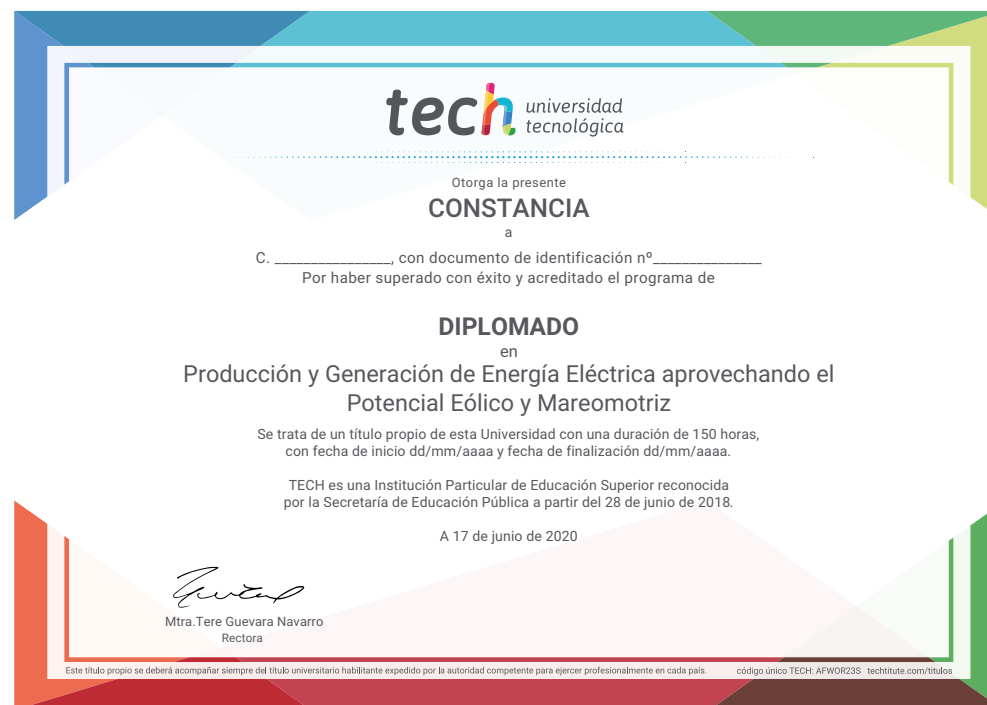 tech universidad
tecnológica
Otorga la presente
CONSTANCIA
a
C. ________________, con documento de identificación nº_______________
Por haber superado con éxito y acreditado el programa de
DIPLOMADO
en
Producción y Generación de Energía Eléctrica aprovechando el
Potencial Eólico y Mareomotriz
Se trata de un título propio de esta Universidad con una duración de 150 horas,
con fecha de inicio dd/mm/aaaa y fecha de finalización dd/mm/aaaa.
TECH es una Institución Particular de Educación Superior reconocida
por la Secretaría de Educación Pública a partir del 28 de junio de 2018.
A 17 de junio de 2020
Mtra.Tere Guevara Navarro
Rectora
Este título propio se deberá acompañar siempre del título universitario habilitante expedido por la autoridad competente para ejercer profesionalmente en cada país. código único TECH: AFWOR23S techtitute.com/titulos